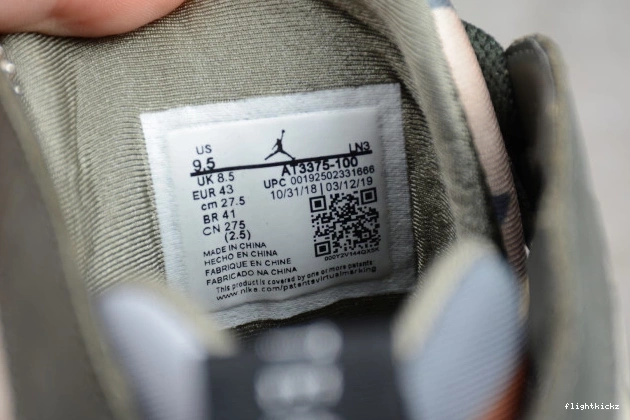 US
LN3
9.5
AT3375-100
UK 8.5
UPC 00192502331666
EUR 43
10/31/18 | 03/12/19
cm 27.5
BR 41
CN 275
(2.5)
MADE IN CHINA
HECHO EN CHINA
FABRIQUE EN CHINE
FABRICADO NA CHINA
This product is covered by one or more patents
www.nike.com/patentsvirtualmarking
flightkickz